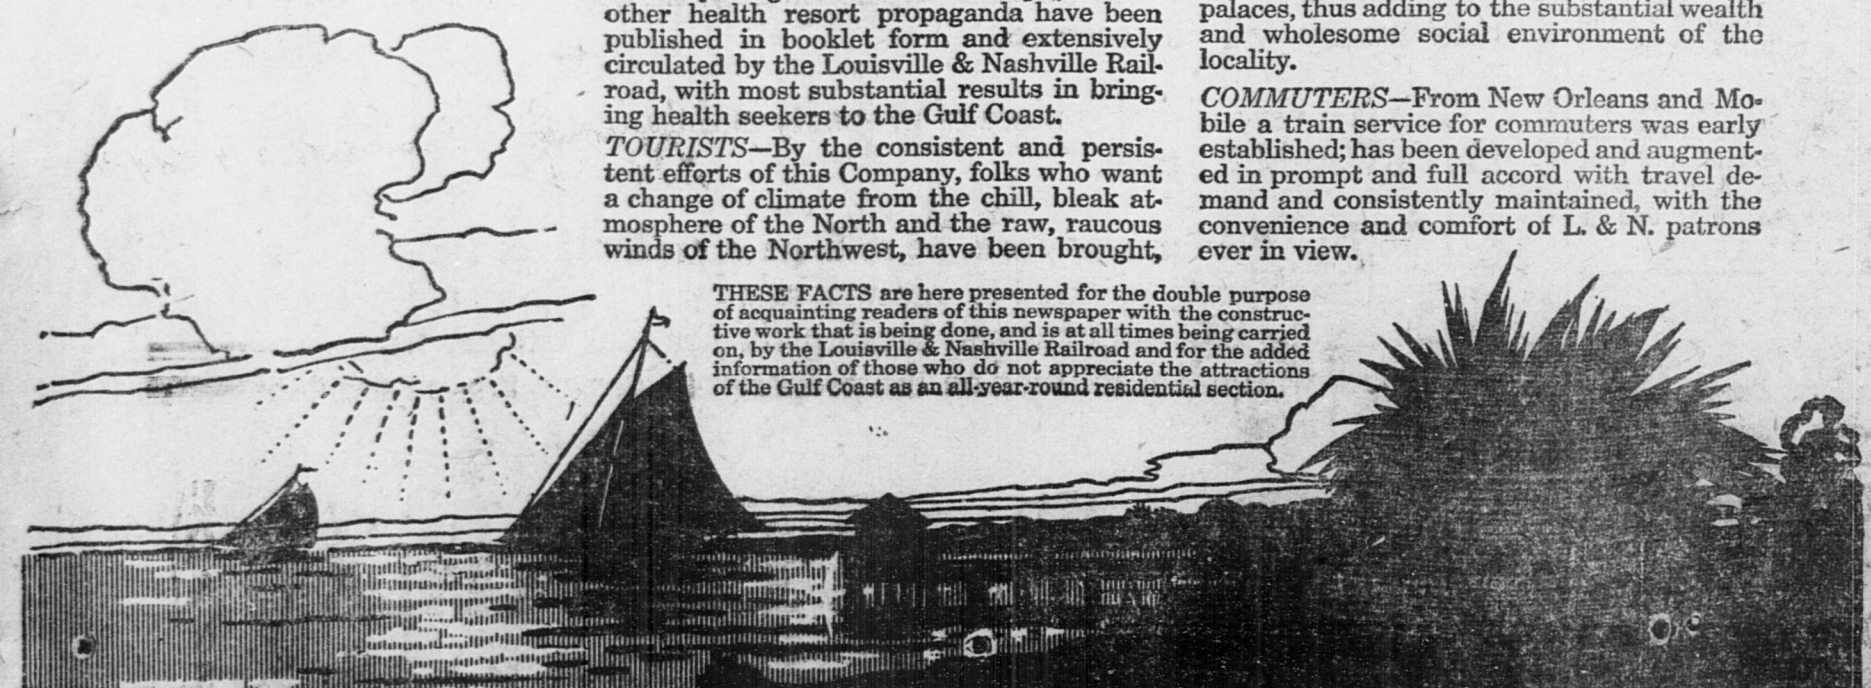 other health resort propaganda have been
published in booklet form and extensively
circulated by the Louisville & Nashville Rail-
road, with most substantial results in bring-
ing health seekers to the Gulf Coast.
TOURISTS—By the consistent and persis-
tent efforts of this Company, folks who want
a change of climate from the chill, bleak at-
mosphere of the North and the raw, raucous
winds of the Northwest, have been brought,
palaces, thus adding to the substantial wealth
and wholesome social environment of the
locality.
COMMUTERS—From New Orleans and Mo-
bile a train service for commuters was early
established; has been developed and augment-
ed in prompt and full accord with travel de-
mand and consistently maintained, with the
convenience and comfort of L. & N. patrons
ever in view.
THESE FACTS are here presented for the double purpose
of acquainting readers of this newspaper with the construc-
tive work that is being done, and is at all times being carried
on, by the Louisville & Nashville Railroad and for the added
information of those who do not appreciate the attractions
of the Gulf Coast as an all-year-round residential section.